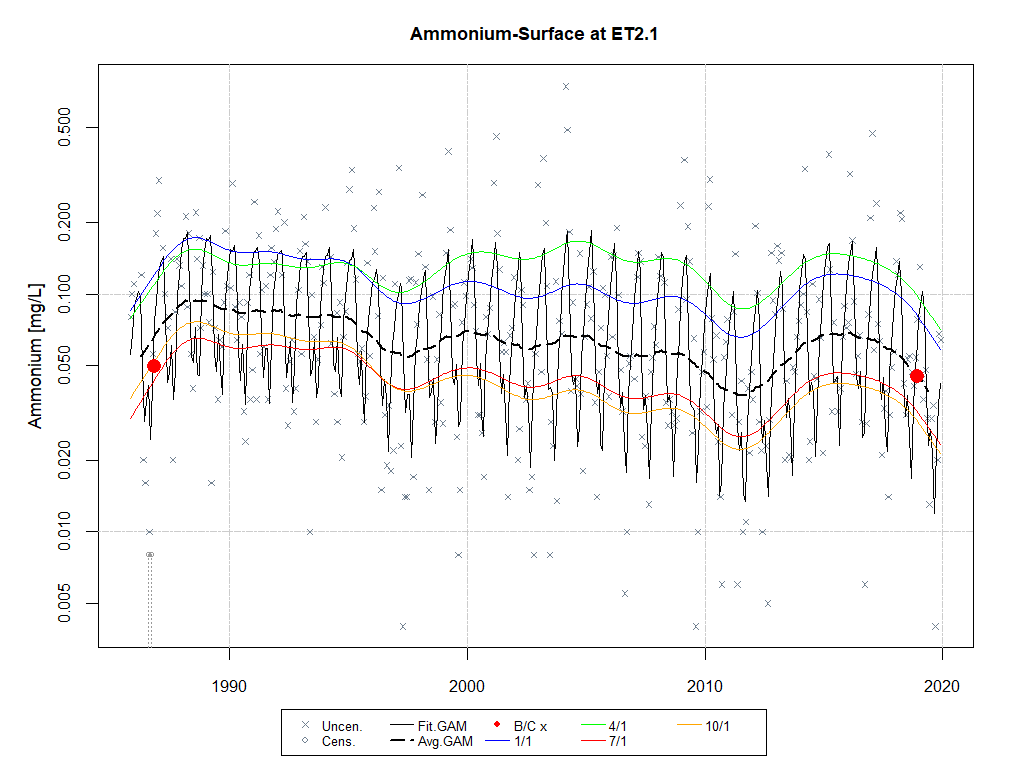 Ammonium-Surface at ET2.1
Ammonium [mg/L]
0.500
0.200
0.100
0.050
0.020
0.010
0.005
1990 2000 2010 2020
Uncen. Fit.GAM B/C x 4/1 10/1
Cens. Avg.GAM 1/1 7/1